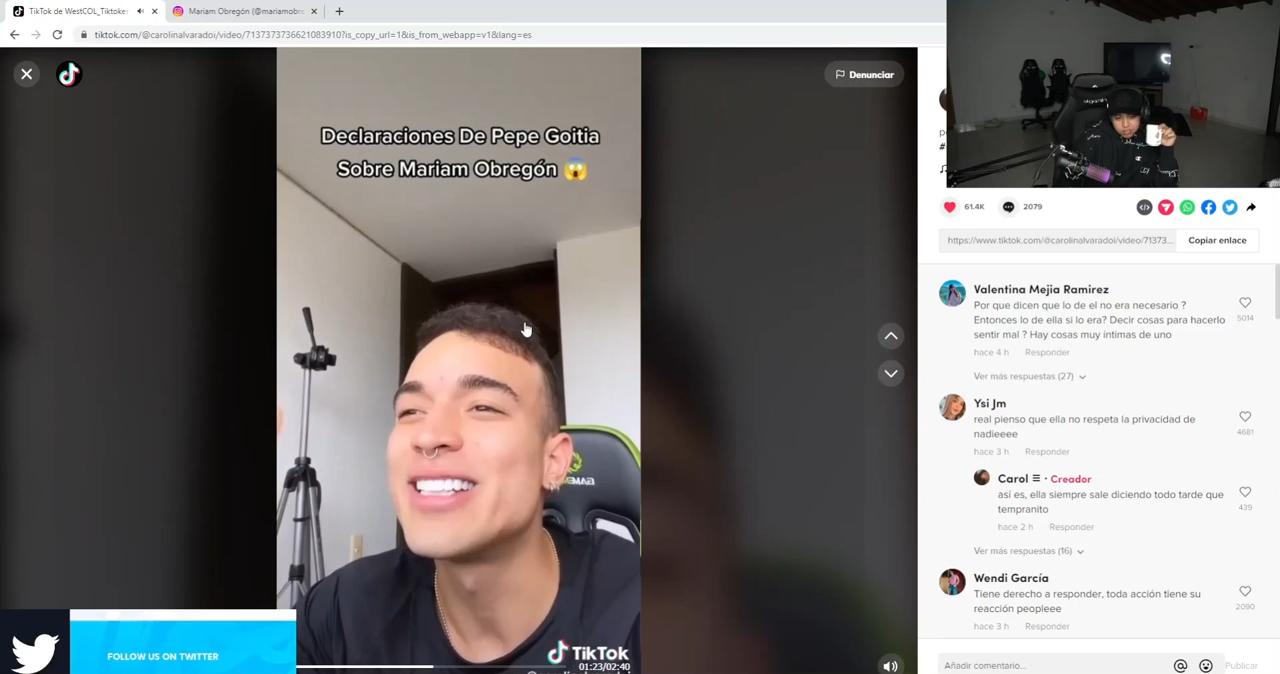 TikTok de WestCOL_Tiktoke
Mariam Obregón (@mariamobre
tiktok.com/@carolinalvaradoi/video/7137373736621083910?is_copy_url=1&is_from_webapp=v1&lang=es
Denunciar
Declaraciones De Pepe Goitia
Sobre Mariam Obregón 😱
61.4K
2079
https://www.tiktok.com/@carolinalvaradoi/video/71373...
Copiar enlace
Valentina Mejia Ramirez
Por que dicen que lo de el no era necesario ?
Entonces lo de ella si lo era? Decir cosas para hacerlo
sentir mal ? Hay cosas muy íntimas de uno
5014
hace 4 h Responder
Ver más respuestas (27)
Ysi Jm
real pienso que ella no respeta la privacidad de
nadieeee
4681
hace 3 h Responder
Carol ☰ · Creador
así es, ella siempre sale diciendo todo tarde que
tempranito
439
hace 2 h Responder
Ver más respuestas (16)
Wendi García
Tiene derecho a responder, toda acción tiene su
reacción peopleee
2090
hace 3 h Responder
FOLLOW US ON TWITTER
TikTok
01:23/02:40
Añadir comentario...
Publicar